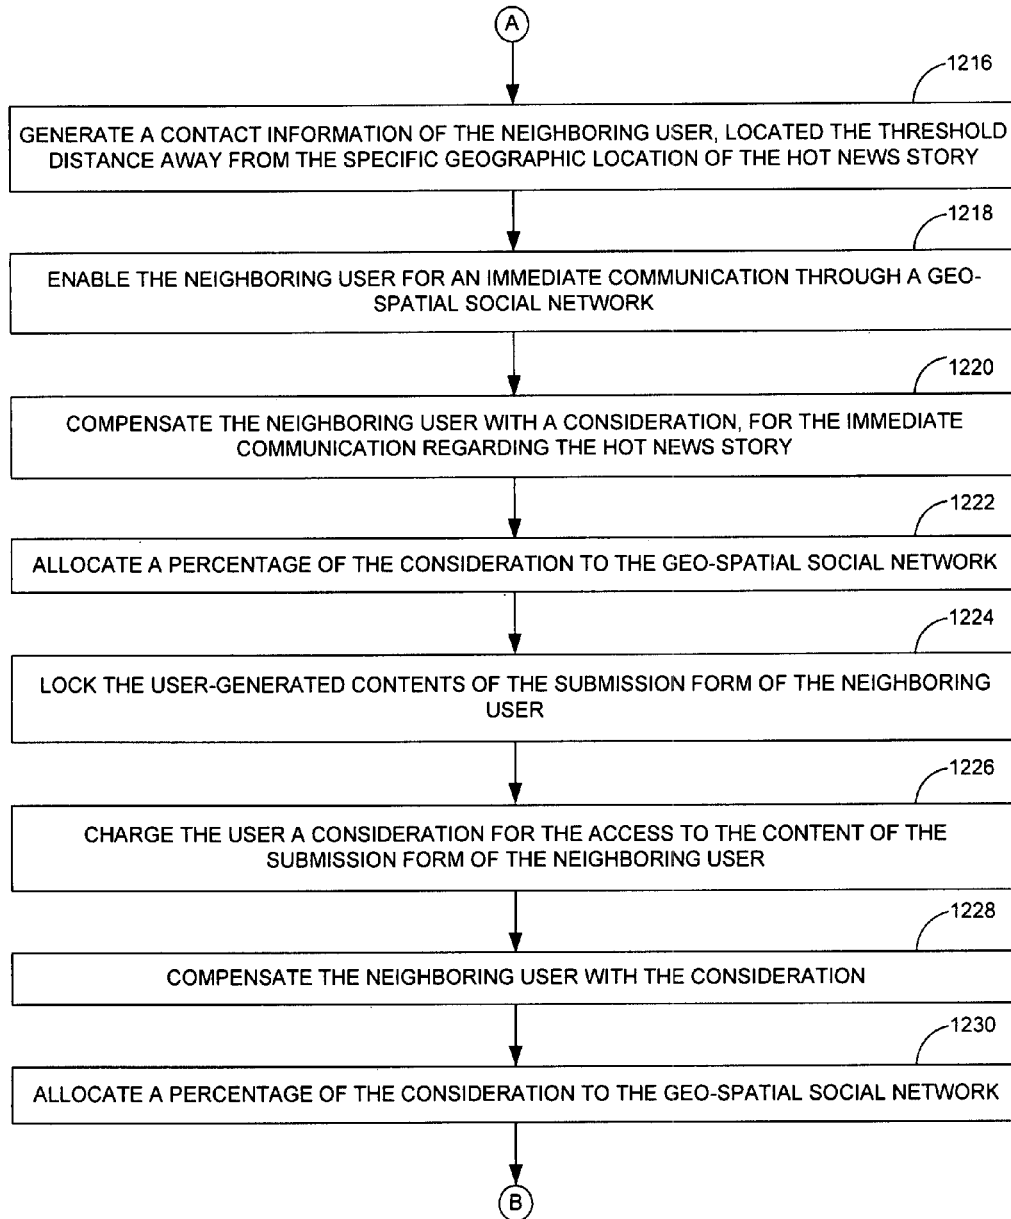 A
1216
GENERATE A CONTACT INFORMATION OF THE NEIGHBORING USER, LOCATED THE THRESHOLD
DISTANCE AWAY FROM THE SPECIFIC GEOGRAPHIC LOCATION OF THE HOT NEWS STORY
1218
ENABLE THE NEIGHBORING USER FOR AN IMMEDIATE COMMUNICATION THROUGH A GEO-
SPATIAL SOCIAL NETWORK
1220
COMPENSATE THE NEIGHBORING USER WITH A CONSIDERATION, FOR THE IMMEDIATE
COMMUNICATION REGARDING THE HOT NEWS STORY
1222
ALLOCATE A PERCENTAGE OF THE CONSIDERATION TO THE GEO-SPATIAL SOCIAL NETWORK
1224
LOCK THE USER-GENERATED CONTENTS OF THE SUBMISSION FORM OF THE NEIGHBORING
USER
1226
CHARGE THE USER A CONSIDERATION FOR THE ACCESS TO THE CONTENT OF THE
SUBMISSION FORM OF THE NEIGHBORING USER
1228
COMPENSATE THE NEIGHBORING USER WITH THE CONSIDERATION
1230
ALLOCATE A PERCENTAGE OF THE CONSIDERATION TO THE GEO-SPATIAL SOCIAL NETWORK
B